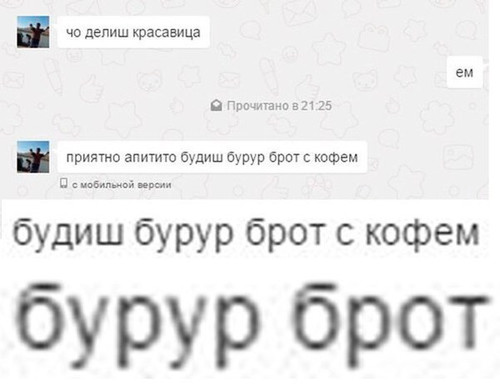 чо делиш красавица
ем
Прочитано в 21:25
приятно апитито будиш бурур брот с кофем
с мобильной версии
будиш бурур брот с кофем
бурур брот